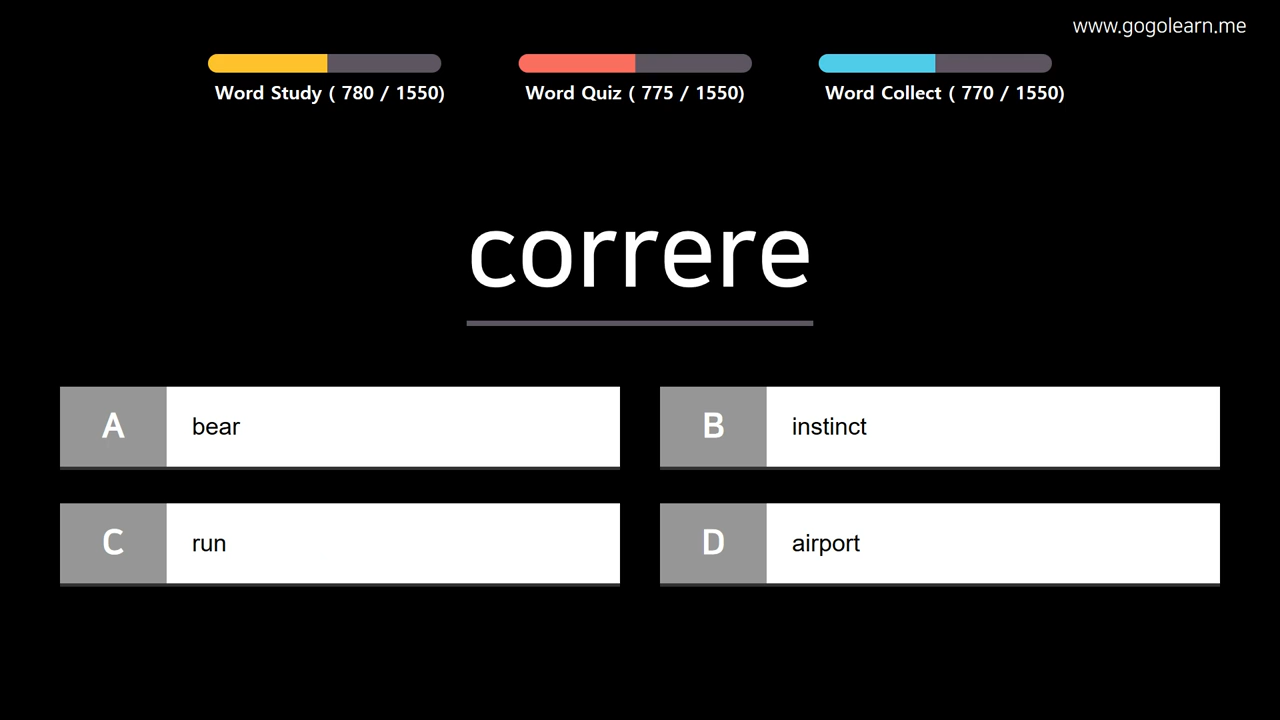 www.gogolearn.me
Word Study ( 780 / 1550)
Word Quiz ( 775 / 1550)
Word Collect ( 770 / 1550)
correre
A
bear
B
instinct
C
run
D
airport